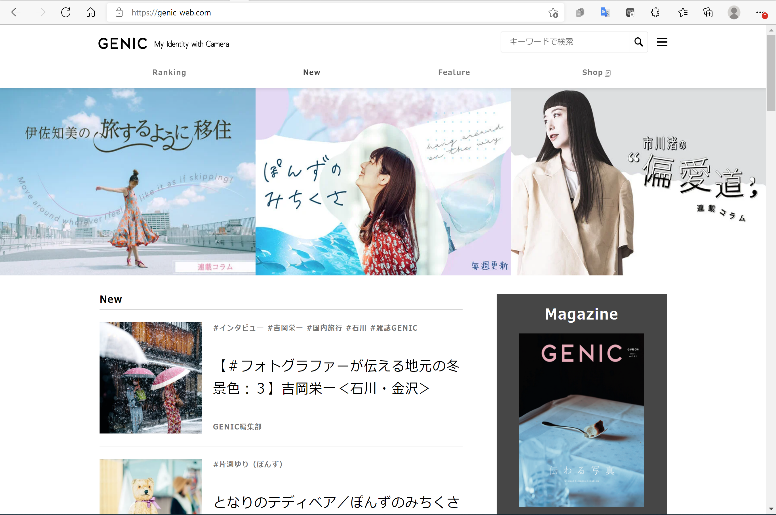 https://genic-web.com
GENIC My Identity with Camera
キーワードで検索
Ranking
New
Feature
Shop
伊佐知美の旅するように移住
Move around whenever I feel like it as if skipping!
連載コラム
ぽんずの
みちくさ
hang around
on the way
毎週更新
市川渚の
“偏愛道;
連載コラム
New
#インタビュー #吉岡栄一 #国内旅行 #石川 #雑誌GENIC
【＃フォトグラファーが伝える地元の冬
景色：３】吉岡栄一＜石川・金沢＞
GENIC編集部
#片渕ゆり (ぽんず)
となりのテディベア／ぽんずのみちくさ
Magazine
GENIC
伝わる写真